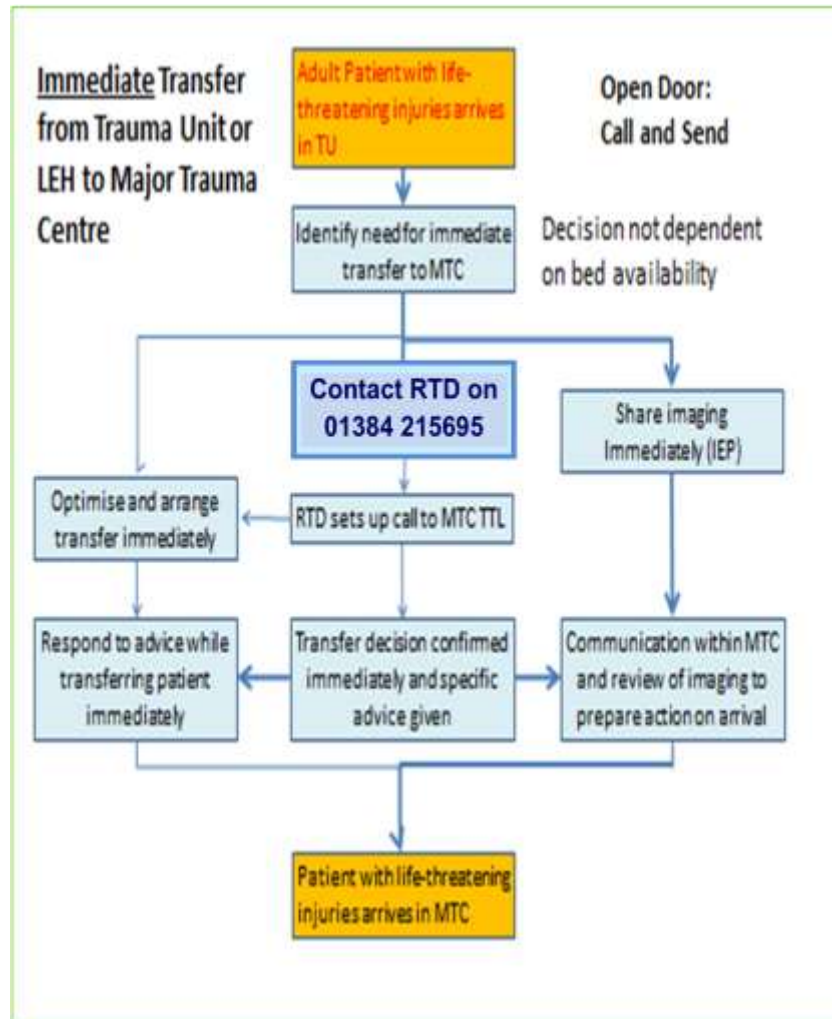 Immediate Transfer
from Trauma Unit or
LEH to Major Trauma
Centre
Adult Patient with life-
threatening injuries arrives
in TU
Open Door:
Call and Send
Identify need for immediate
transfer to MTC
Decision not dependent
on bed availability
Contact RTD on
01384 215695
Share imaging
Immediately (IEP)
Optimise and arrange
transfer immediately
RTD sets up call to MTC TTL
Respond to advice while
transferring patient
immediately
Transfer decision confirmed
immediately and specific
advice given
Communication within MTC
and review of imaging to
prepare action on arrival
Patient with life-threatening
injuries arrives in MTC